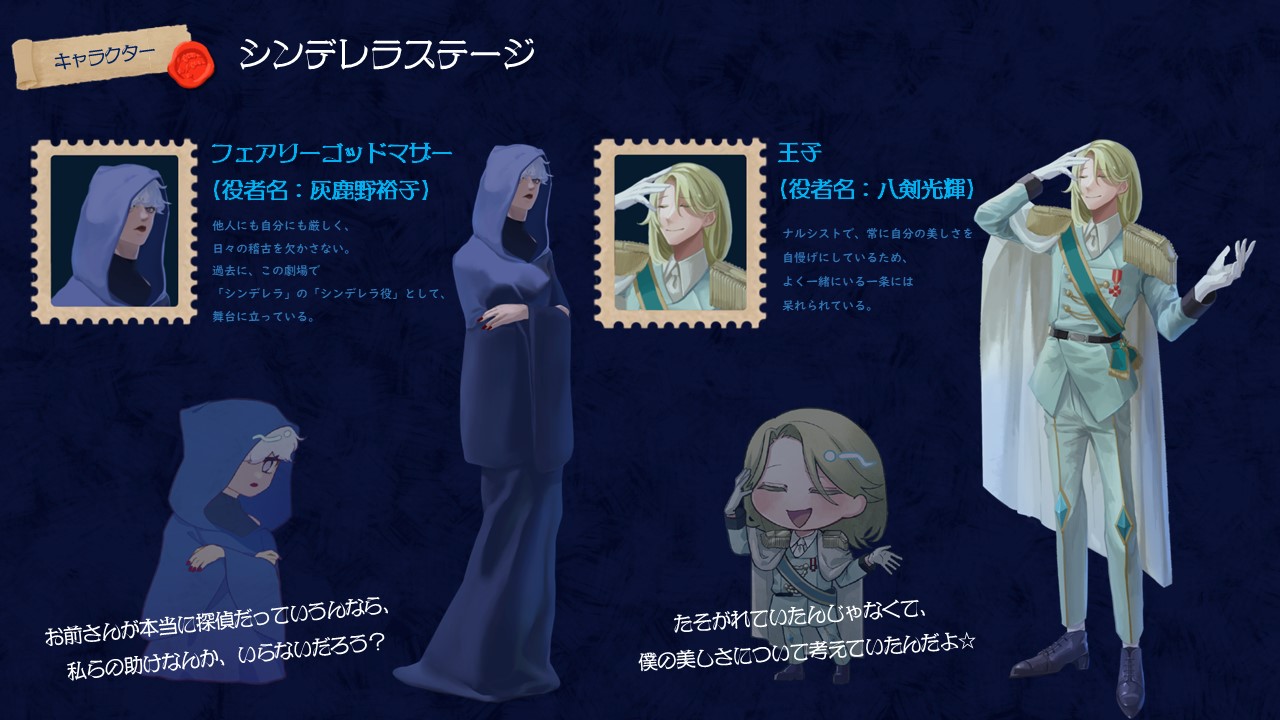 キャラクター
シンデレラステージ
フェアリーゴッドマザー
（役者名：灰鹿野裕子）
他人にも自分にも厳しく、
日々の稽古を欠かさない。
過去に、この劇場で
「シンデレラ」の「シンデレラ役」として、
舞台に立っている。
お前さんが本当に探偵だっていうんなら、
私らの助けなんか、いらないだろう？
王子
（役者名：八剣光輝）
ナルシストで、常に自分の美しさを
自慢げにしているため、
よく一緒にいる一条には
呆れられている。
たそがれていたんじゃなくて、
僕の美しさについて考えていたんだよ☆